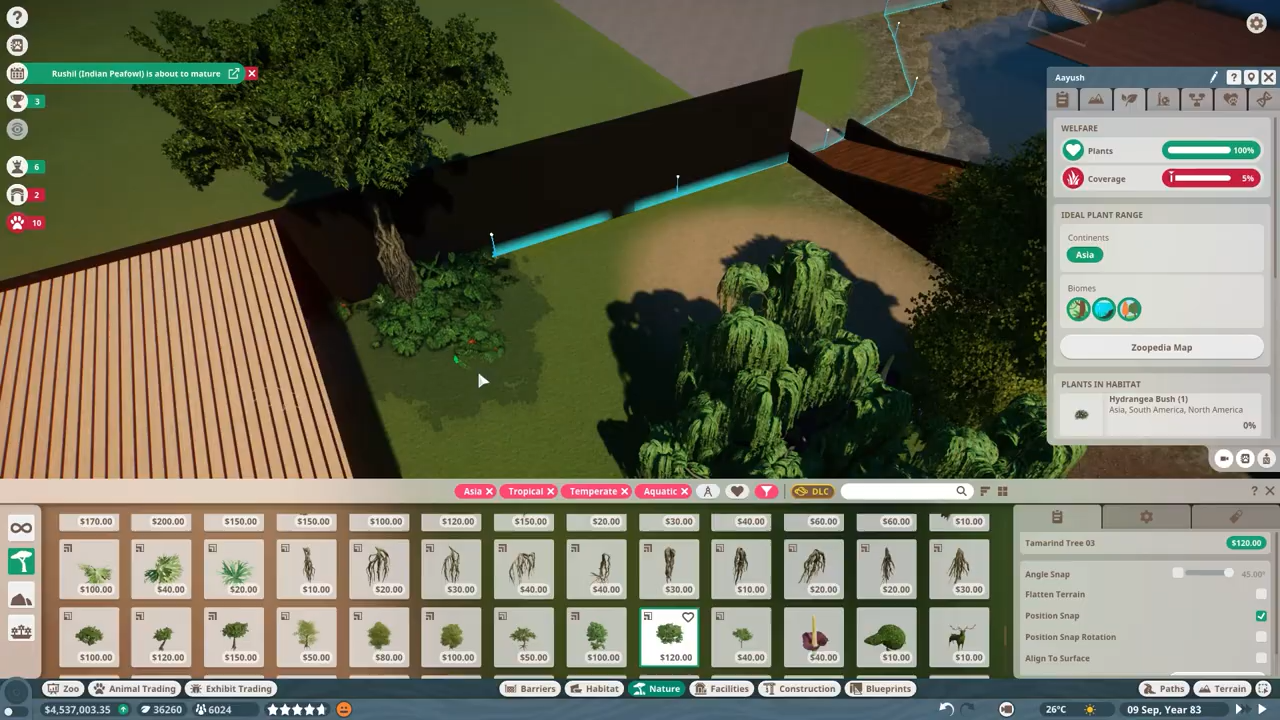 ?
Rushil (Indian Peafowl) is about to mature
3
6
2
10
Aayush
?
WELFARE
Plants
100%
Coverage
5%
IDEAL PLANT RANGE
Continents
Asia
Biomes
Zoopedia Map
PLANTS IN HABITAT
Hydrangea Bush (1)
Asia, South America, North America
0%
Asia Tropical Temperate Aquatic DLC
?
$170.00 $200.00 $150.00 $150.00 $100.00 $120.00 $150.00 $20.00 $30.00 $40.00 $60.00 $60.00 $10.00
$100.00 $40.00 $20.00 $10.00 $20.00 $30.00 $40.00 $40.00 $30.00 $10.00 $20.00 $20.00 $30.00
$100.00 $120.00 $150.00 $50.00 $80.00 $100.00 $50.00 $100.00 $120.00 $40.00 $40.00 $10.00 $10.00
Tamarind Tree 03
$120.00
Angle Snap
45.00°
Flatten Terrain
Position Snap
Position Snap Rotation
Align To Surface
Zoo Animal Trading Exhibit Trading Barriers Habitat Nature Facilities Construction Blueprints Paths Terrain
$4,537,003.35 36260 6024 26°C 09 Sep, Year 83